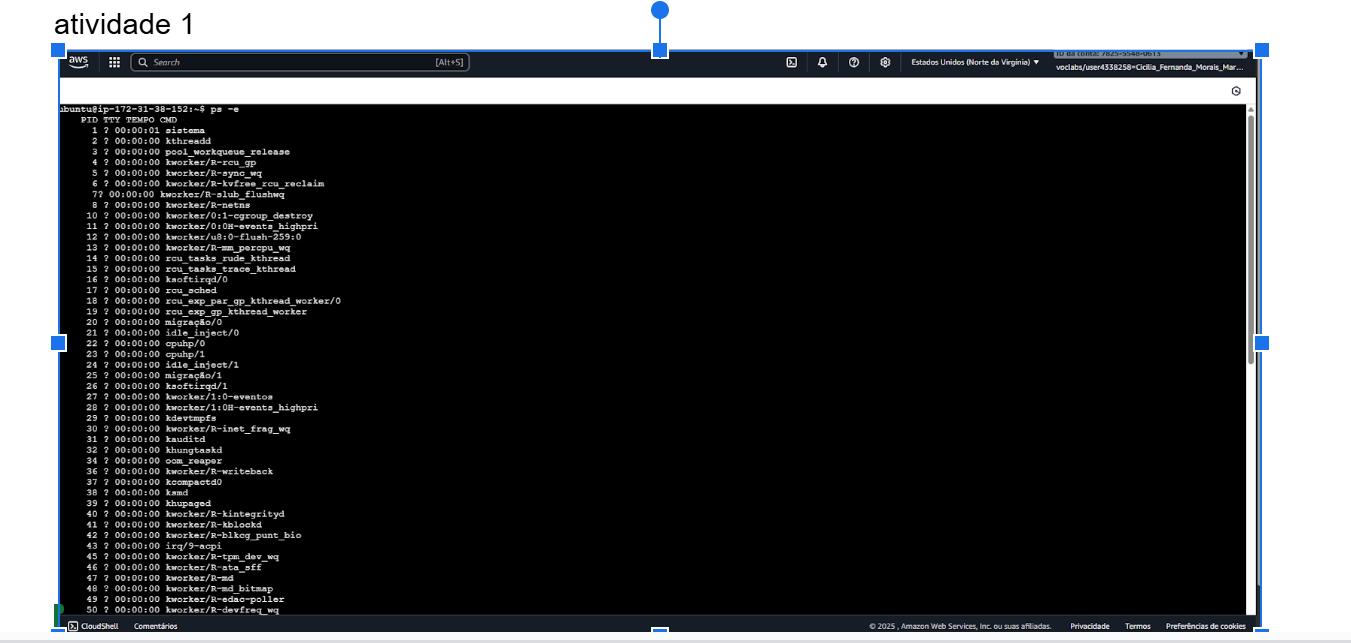 atividade 1
aws Search [Alt+S] Estados Unidos (Norte da Virgínia)
ID da conta: 7825-5548-0613
voclabs/user4338258=Cicilia_Fernanda_Morais_Mar...
ubuntu@ip-172-31-38-152:~$ ps -e
PID TTY TEMPO CMD
1 ? 00:00:01 sistema
2 ? 00:00:00 kthreadd
3 ? 00:00:00 pool_workqueue_release
4 ? 00:00:00 kworker/R-rcu_gp
5 ? 00:00:00 kworker/R-sync_wq
6 ? 00:00:00 kworker/R-kvfree_rcu_reclaim
7? 00:00:00 kworker/R-slub_flushwq
8 ? 00:00:00 kworker/R-netns
10 ? 00:00:00 kworker/0:1-cgroup_destroy
11 ? 00:00:00 kworker/0:0H-events_highpri
12 ? 00:00:00 kworker/u8:0-flush-259:0
13 ? 00:00:00 kworker/R-mm_percpu_wq
14 ? 00:00:00 rcu_tasks_rude_kthread
15 ? 00:00:00 rcu_tasks_trace_kthread
16 ? 00:00:00 ksoftirqd/0
17 ? 00:00:00 rcu_sched
18 ? 00:00:00 rcu_exp_par_gp_kthread_worker/0
19 ? 00:00:00 rcu_exp_gp_kthread_worker
20 ? 00:00:00 migração/0
21 ? 00:00:00 idle_inject/0
22 ? 00:00:00 cpuhp/0
23 ? 00:00:00 cpuhp/1
24 ? 00:00:00 idle_inject/1
25 ? 00:00:00 migração/1
26 ? 00:00:00 ksoftirqd/1
27 ? 00:00:00 kworker/1:0-eventos
28 ? 00:00:00 kworker/1:0H-events_highpri
29 ? 00:00:00 kdevtmpfs
30 ? 00:00:00 kworker/R-inet_frag_wq
31 ? 00:00:00 kauditd
32 ? 00:00:00 khungtaskd
34 ? 00:00:00 oom_reaper
36 ? 00:00:00 kworker/R-writeback
37 ? 00:00:00 kcompactd0
38 ? 00:00:00 ksmd
39 ? 00:00:00 khupaged
40 ? 00:00:00 kworker/R-kintegrityd
41 ? 00:00:00 kworker/R-kblockd
42 ? 00:00:00 kworker/R-blkcg_punt_bio
43 ? 00:00:00 irq/9-acpi
45 ? 00:00:00 kworker/R-tpm_dev_wq
46 ? 00:00:00 kworker/R-ata_sff
47 ? 00:00:00 kworker/R-md
48 ? 00:00:00 kworker/R-md_bitmap
49 ? 00:00:00 kworker/R-edac-poller
50 ? 00:00:00 kworker/R-devfreq_wq
CloudShell Comentários © 2025 , Amazon Web Services, Inc. ou suas afiliadas. Privacidade Termos Preferências de cookies